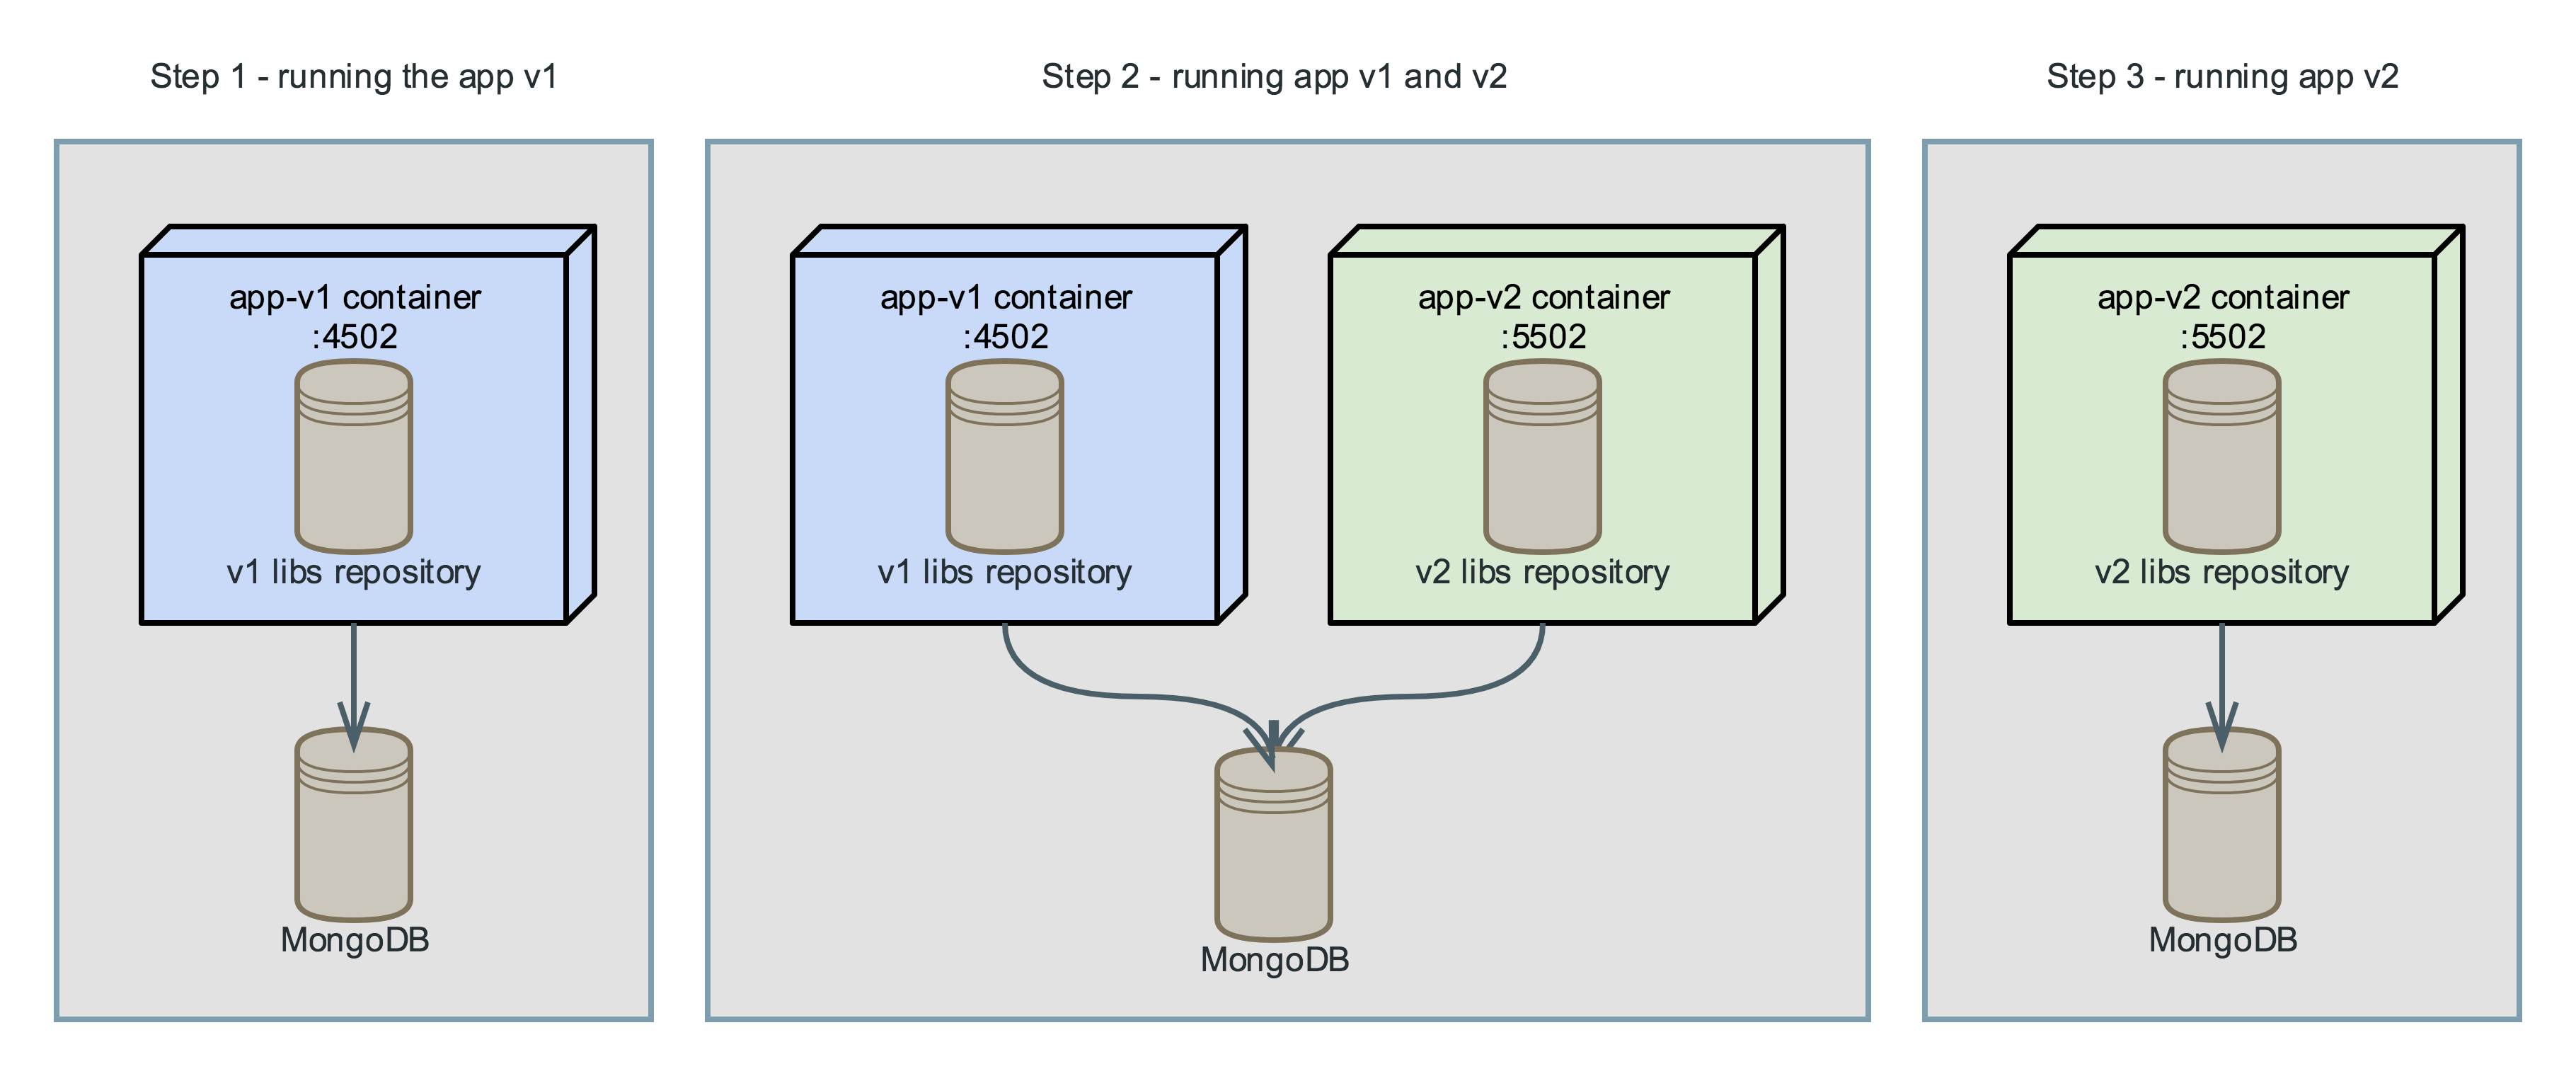 Step 1 - running the app v1
app-v1 container
:4502
v1 libs repository
MongoDB
Step 2 - running app v1 and v2
app-v1 container
:4502
v1 libs repository
app-v2 container
:5502
v2 libs repository
MongoDB
Step 3 - running app v2
app-v2 container
:5502
v2 libs repository
MongoDB